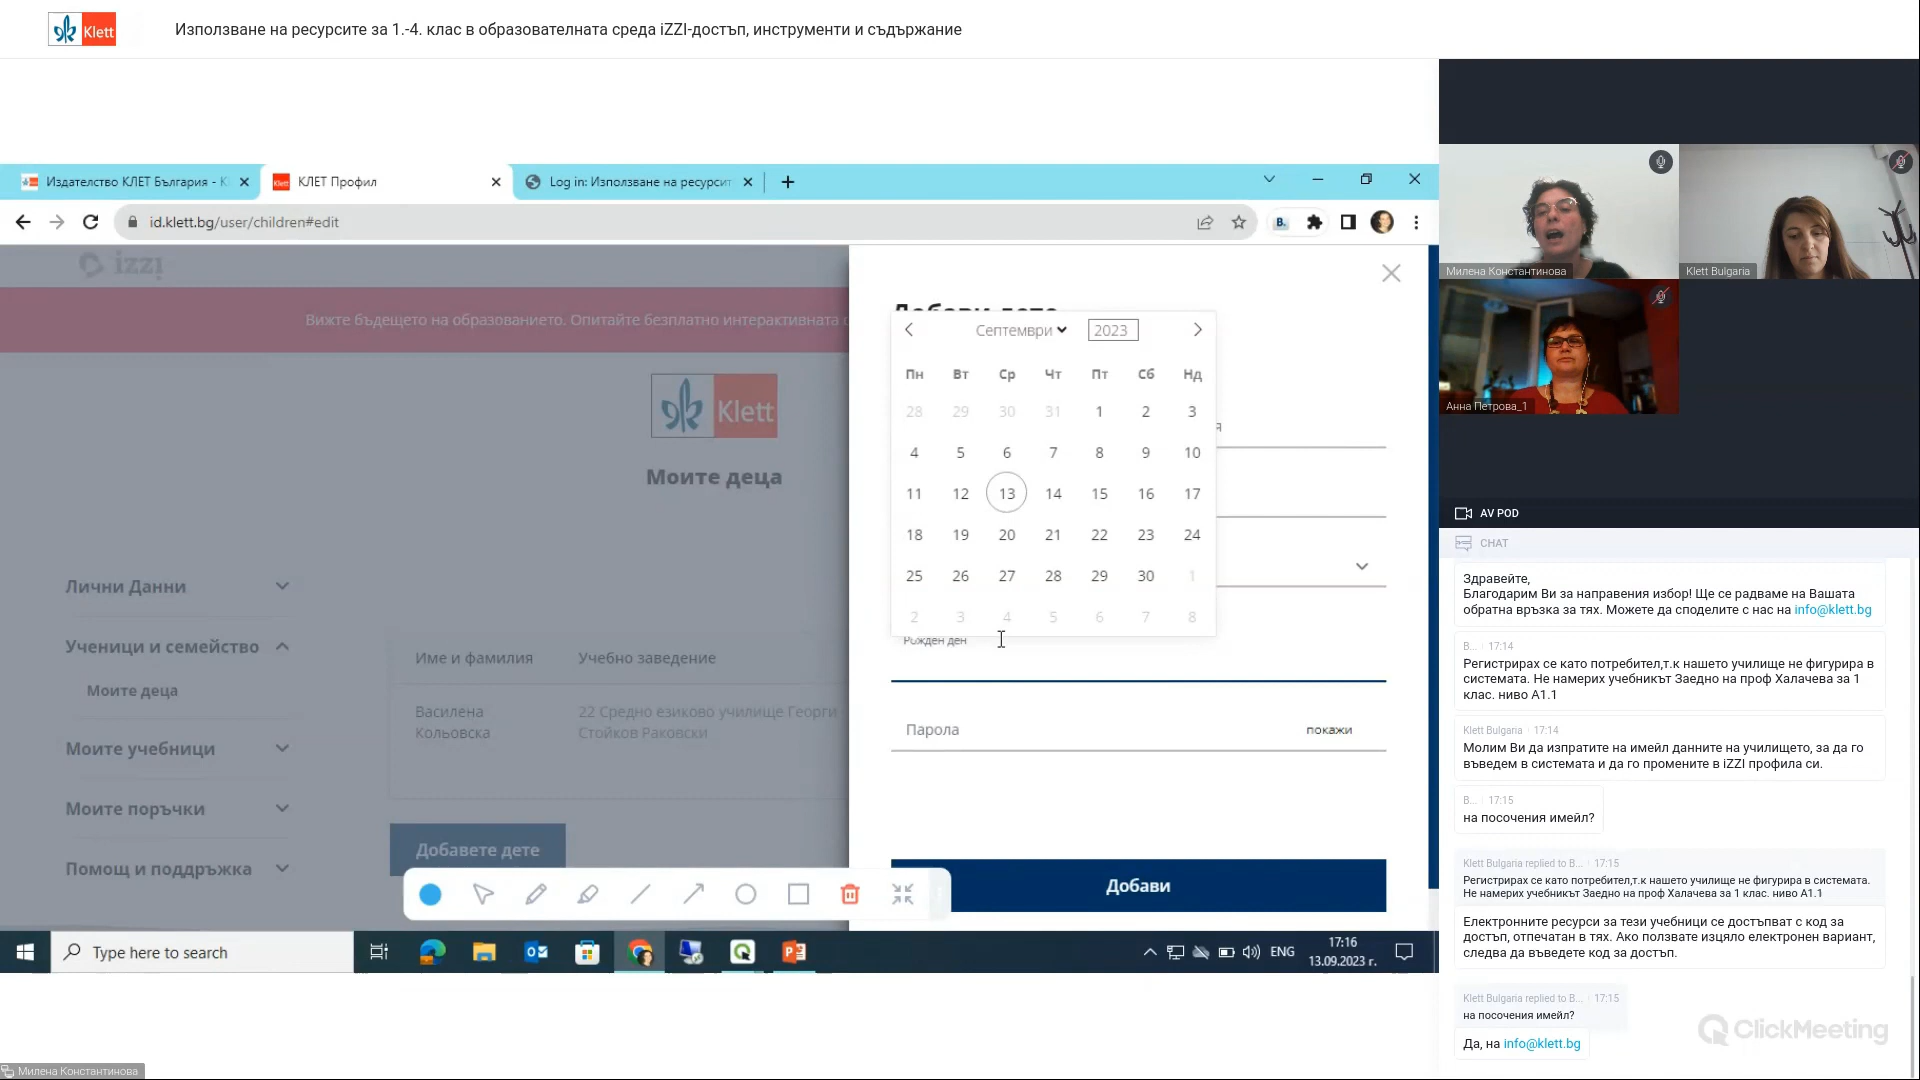 Klett
Използване на ресурсите за 1.-4. клас в образователната среда iZZI-достъп, инструменти и съдържание
Издателство КЛЕТ България - К
КЛЕТ Профил
Log in: Използване на ресурсит
id.klett.bg/user/children#edit
izzi
Вижте бъдещето на образованието. Опитайте безплатно интерактивната
Klett
Моите деца
Лични Данни
Ученици и семейство
Моите деца
Моите учебници
Моите поръчки
Помощ и поддръжка
Име и фамилия
Учебно заведение
Василена
Кольовска
22 Средно езиково училище Георги
Стойков Раковски
Добавете дете
Добави дете
Септември
2023
Пн Вт Ср Чт Пт Сб Нд
28 29 30 31 1 2 3
4 5 6 7 8 9 10
11 12 13 14 15 16 17
18 19 20 21 22 23 24
25 26 27 28 29 30 1
2 3 4 5 6 7 8
я
Рожден ден
Парола
покажи
Добави
Type here to search
ENG
17:16
13.09.2023 г.
Милена Константинова
Милена Константинова
Klett Bulgaria
Анна Петрова_1
AV POD
CHAT
Здравейте,
Благодарим Ви за направения избор! Ще се радваме на Вашата
обратна връзка за тях. Можете да споделите с нас на info@klett.bg
В... 17:14
Регистрирах се като потребител,т.к нашето училище не фигурира в
системата. Не намерих учебникът Заедно на проф Халачева за 1
клас. ниво А1.1
Klett Bulgaria 17:14
Молим Ви да изпратите на имейл данните на училището, за да го
въведем в системата и да го промените в iZZI профила си.
В... 17:15
на посочения имейл?
Klett Bulgaria replied to В... 17:15
Регистрирах се като потребител,т.к нашето училище не фигурира в системата.
Не намерих учебникът Заедно на проф Халачева за 1 клас. ниво А1.1
Електронните ресурси за тези учебници се достъпват с код за
достъп, отпечатан в тях. Ако ползвате изцяло електронен вариант,
следва да въведете код за достъп.
Klett Bulgaria replied to В... 17:15
на посочения имейл?
Да, на info@klett.bg
ClickMeeting